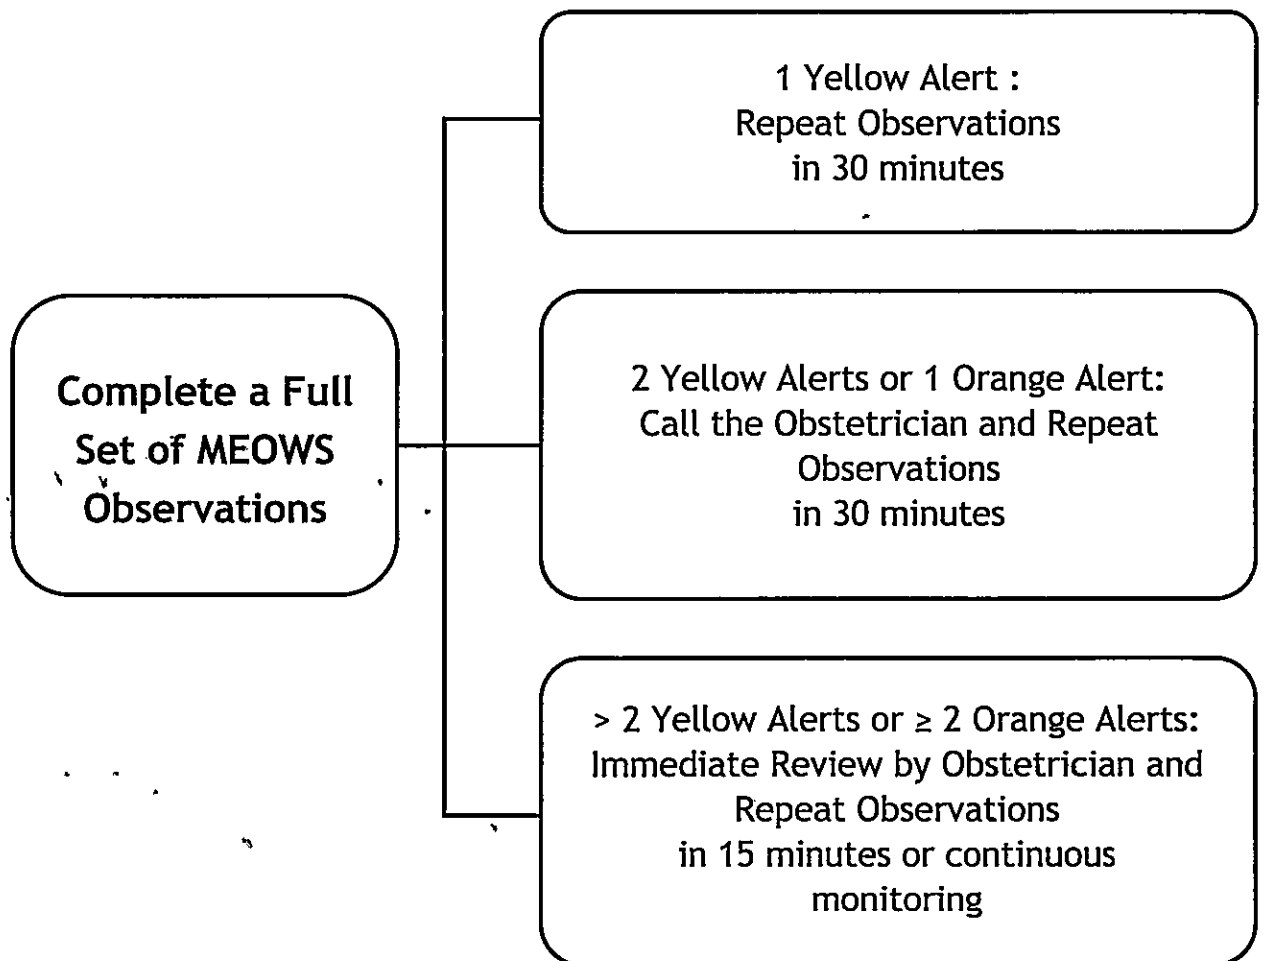 Complete a Full
Set of MEOWS
Observations
1 Yellow Alert :
Repeat Observations
in 30 minutes
2 Yellow Alerts or 1 Orange Alert:
Call the Obstetrician and Repeat
Observations
in 30 minutes
> 2 Yellow Alerts or ≥ 2 Orange Alerts:
Immediate Review by Obstetrician and
Repeat Observations
in 15 minutes or continuous
monitoring